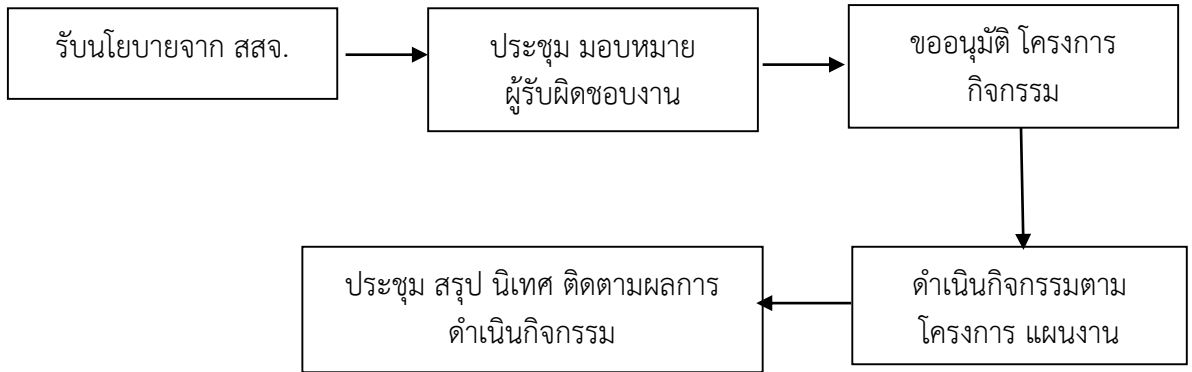 รับนโยบายจาก สสจ.
ประชุม มอบหมาย
ผู้รับผิดชอบงาน
ขออนุมัติ โครงการ
กิจกรรม
ดำเนินกิจกรรมตาม
โครงการ แผนงาน
ประชุม สรุป นิเทศ ติดตามผลการ
ดำเนินกิจกรรม